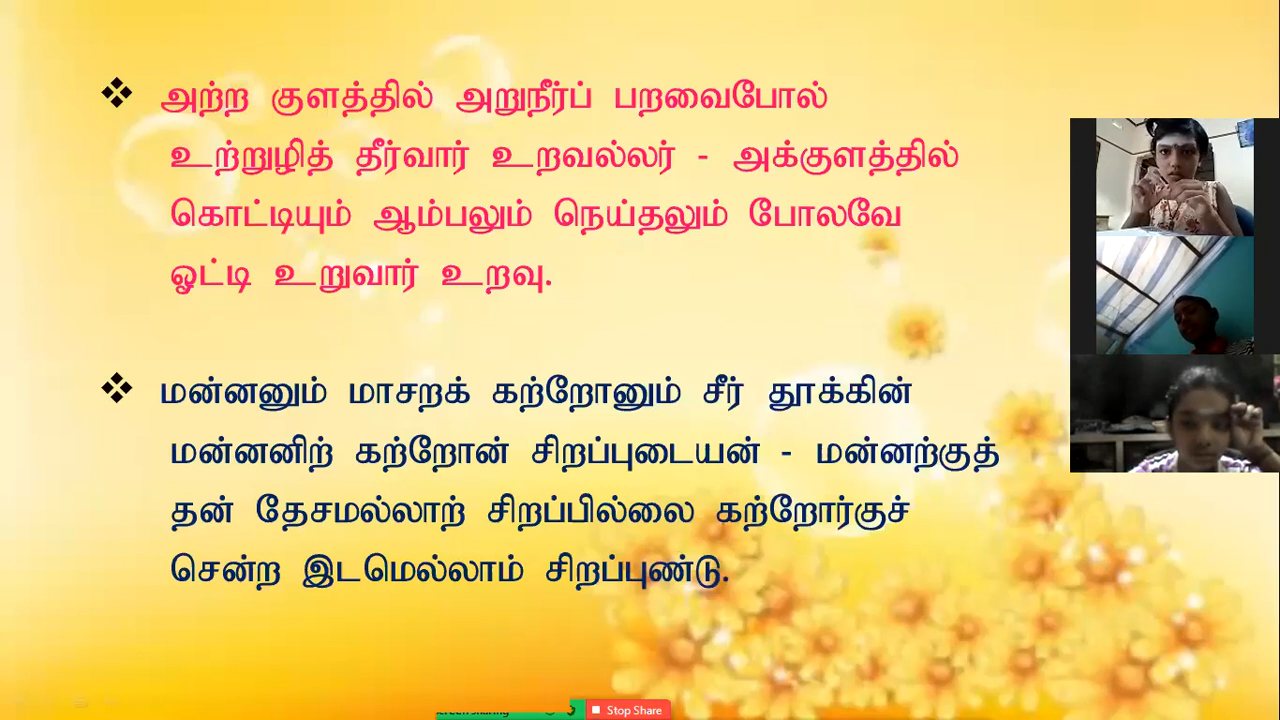 ❖ அற்ற குளத்தில் அறுநீர்ப் பறவைபோல்
உற்றுழித் தீர்வார் உறவல்லர் - அக்குளத்தில்
கொட்டியும் ஆம்பலும் நெய்தலும் போலவே
ஓட்டி உறுவார் உறவு.
❖ மன்னனும் மாசறக் கற்றோனும் சீர் தூக்கின்
மன்னனிற் கற்றோன் சிறப்புடையன் - மன்னற்குத்
தன் தேசமல்லாற் சிறப்பில்லை கற்றோர்குச்
சென்ற இடமெல்லாம் சிறப்புண்டு.
Stop Share